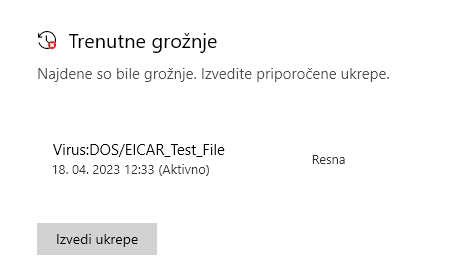 Trenutne grožnje
Najdene so bile grožnje. Izvedite priporočene ukrepe.
Virus:DOS/EICAR_Test_File
18. 04. 2023 12:33 (Aktivno)
Resna
Izvedi ukrepe